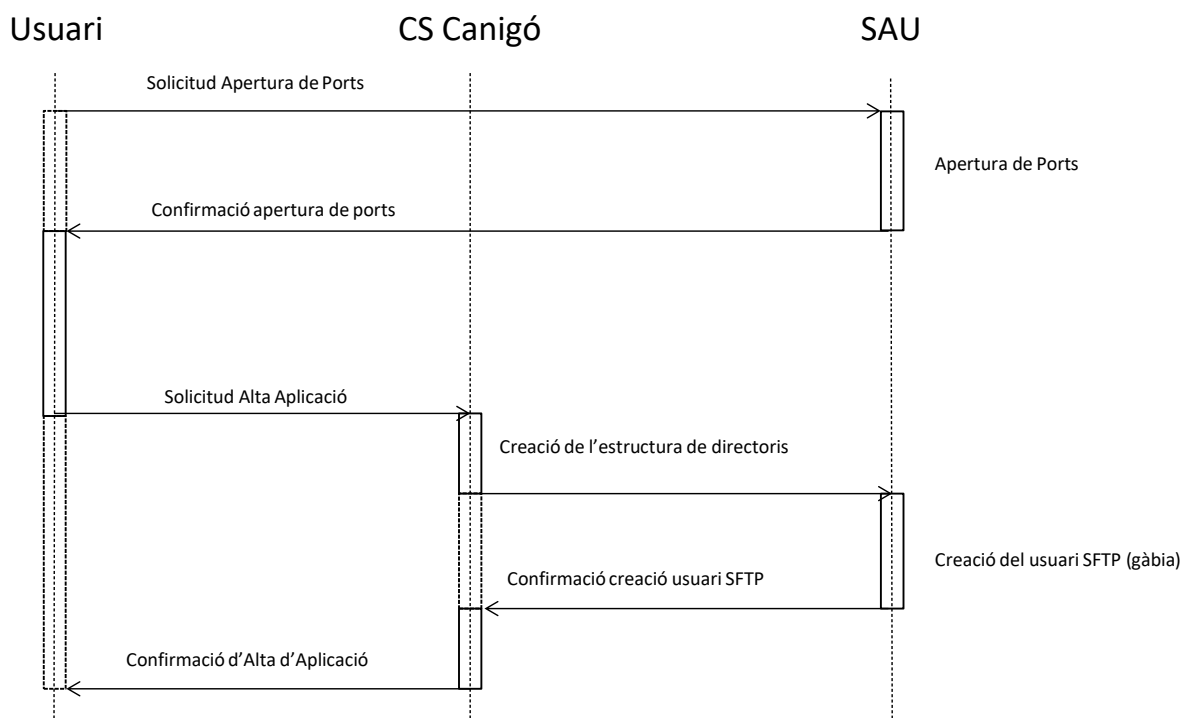 Usuari
CS Canigó
SAU
Solicitud Apertura de Ports
Apertura de Ports
Confirmació apertura de ports
Solicitud Alta Aplicació
Creació de l’estructura de directoris
Creació del usuari SFTP (gàbia)
Confirmació creació usuari SFTP
Confirmació d’Alta d’Aplicació